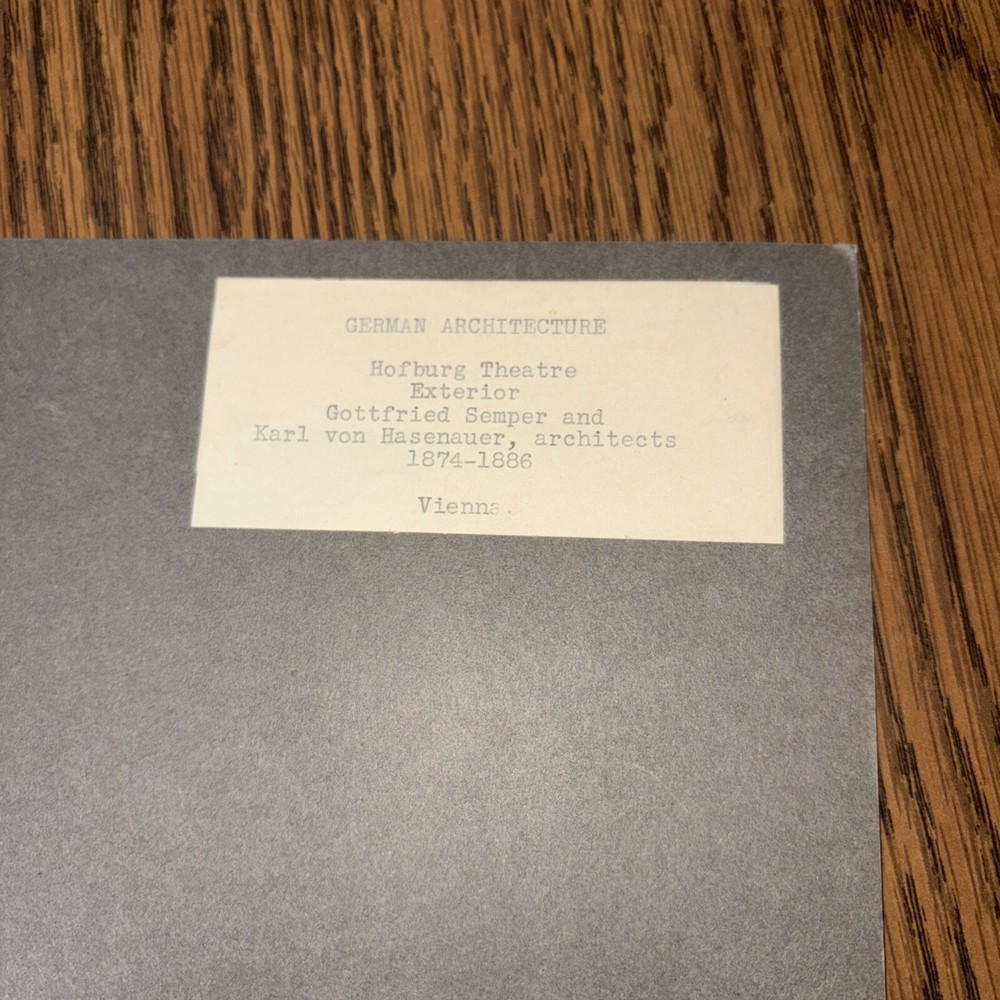 GERMAN ARCHITECTURE
Hofburg Theatre
Exterior
Gottfried Semper and
Karl von Hasenauer, architects
1874-1886
Vienna.